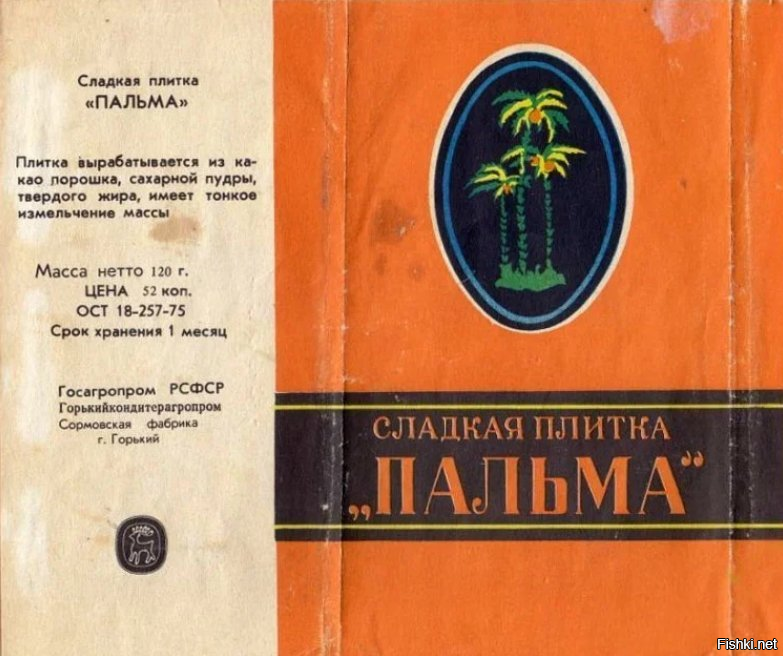 Сладкая плитка
«ПАЛЬМА»
Плитка вырабатывается из ка-
као порошка, сахарной пудры,
твердого жира, имеет тонкое
измельчение массы
Масса нетто 120 г.
ЦЕНА 52 коп.
ОСТ 18-257-75
Срок хранения 1 месяц
Госагропром РСФСР
Горькийкондитерагропром
Сормовская фабрика
г. Горький
СЛАДКАЯ ПЛИТКА
„ПАЛЬМА“
Fishki.net